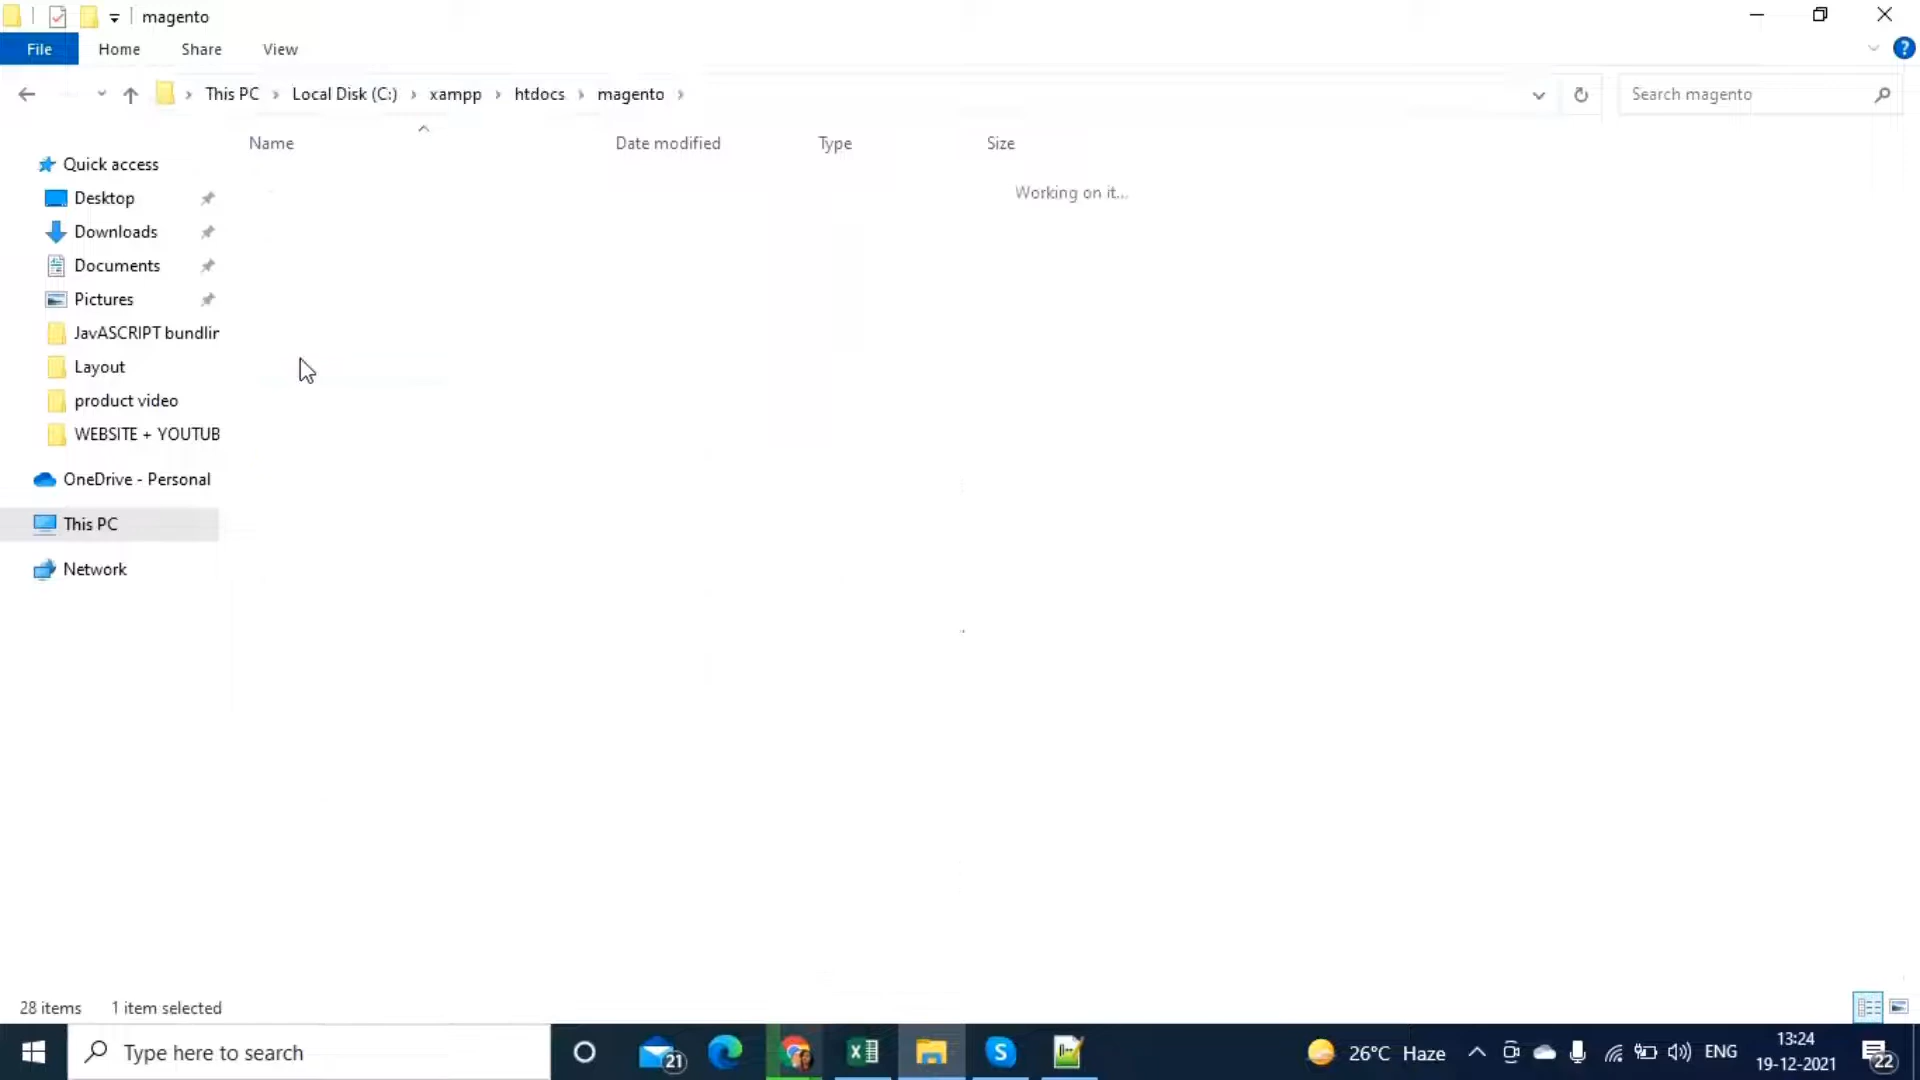 magento
File Home Share View
This PC Local Disk (C:) xampp htdocs magento Search magento
Name Date modified Type Size
Working on it...
Quick access
Desktop
Downloads
Documents
Pictures
JavASCRIPT bundlin
Layout
product video
WEBSITE + YOUTUB
OneDrive - Personal
This PC
Network
28 items 1 item selected
Type here to search 21 26°C Haze ENG 13:24
19-12-2021 22